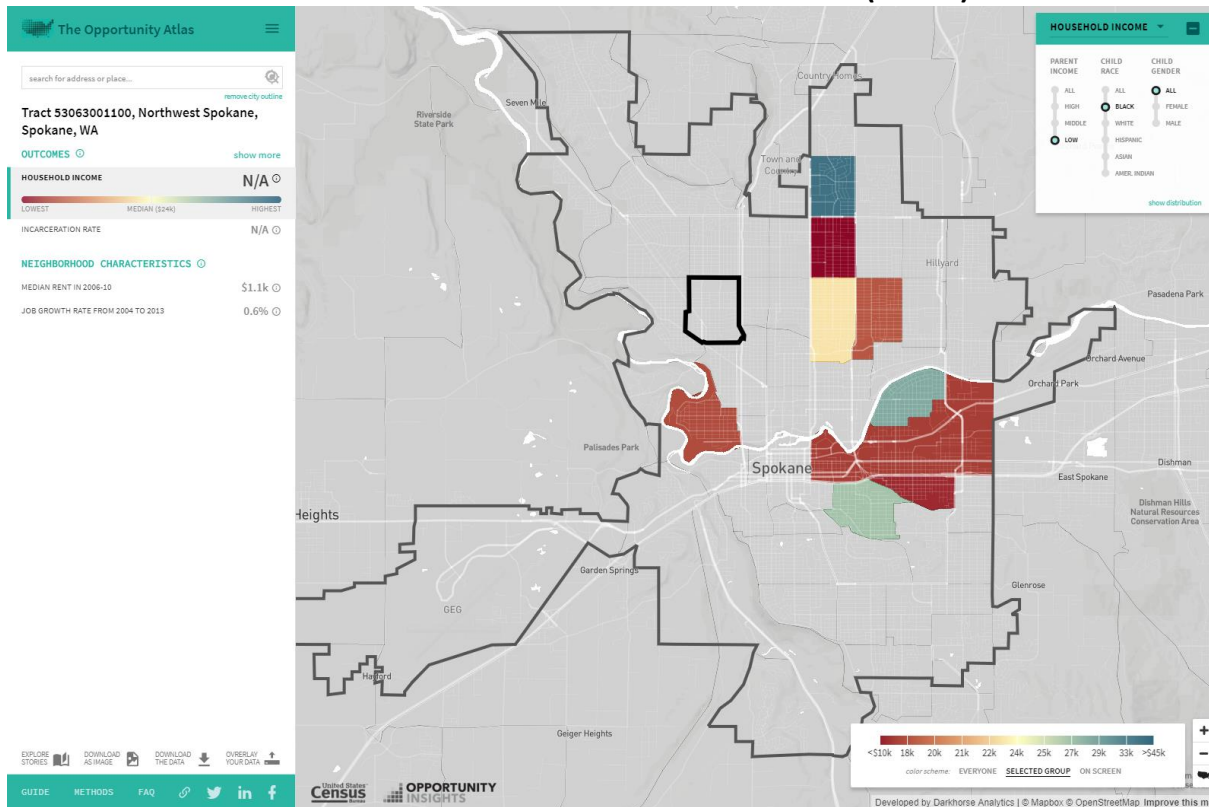 The Opportunity Atlas
search for address or place...
remove city outline
Tract 53063001100, Northwest Spokane,
Spokane, WA
OUTCOMES
show more
HOUSEHOLD INCOME
N/A
LOWEST
MEDIAN ($24k)
HIGHEST
INCARCERATION RATE
N/A
NEIGHBORHOOD CHARACTERISTICS
MEDIAN RENT IN 2006-10
$1.1k
JOB GROWTH RATE FROM 2004 TO 2013
0.6%
EXPLORE
STORIES
DOWNLOAD
AS IMAGE
DOWNLOAD
THE DATA
OVRERLAY
YOUR DATA
GUIDE
METHODS
FAQ
Country Homes
Seven Mile
Riverside
State Park
Town and
Country
Hillyard
Pasadena Park
Orchard Avenue
Orchard Park
Palisades Park
Spokane
East Spokane
Dishman
Dishman Hills
Natural Resources
Conservation Area
Heights
Garden Springs
GEG
Glenrose
Hayford
Geiger Heights
HOUSEHOLD INCOME
PARENT
INCOME
CHILD
RACE
CHILD
GENDER
ALL
ALL
ALL
HIGH
BLACK
FEMALE
MIDDLE
WHITE
MALE
LOW
HISPANIC
ASIAN
AMER. INDIAN
show distribution
<$10k 18k 20k 21k 22k 24k 25k 27k 29k 33k >$45k
color scheme: EVERYONE SELECTED GROUP ON SCREEN
United States
Census
Bureau
OPPORTUNITY
INSIGHTS
Developed by Darkhorse Analytics | © Mapbox © OpenStreetMap Improve this m